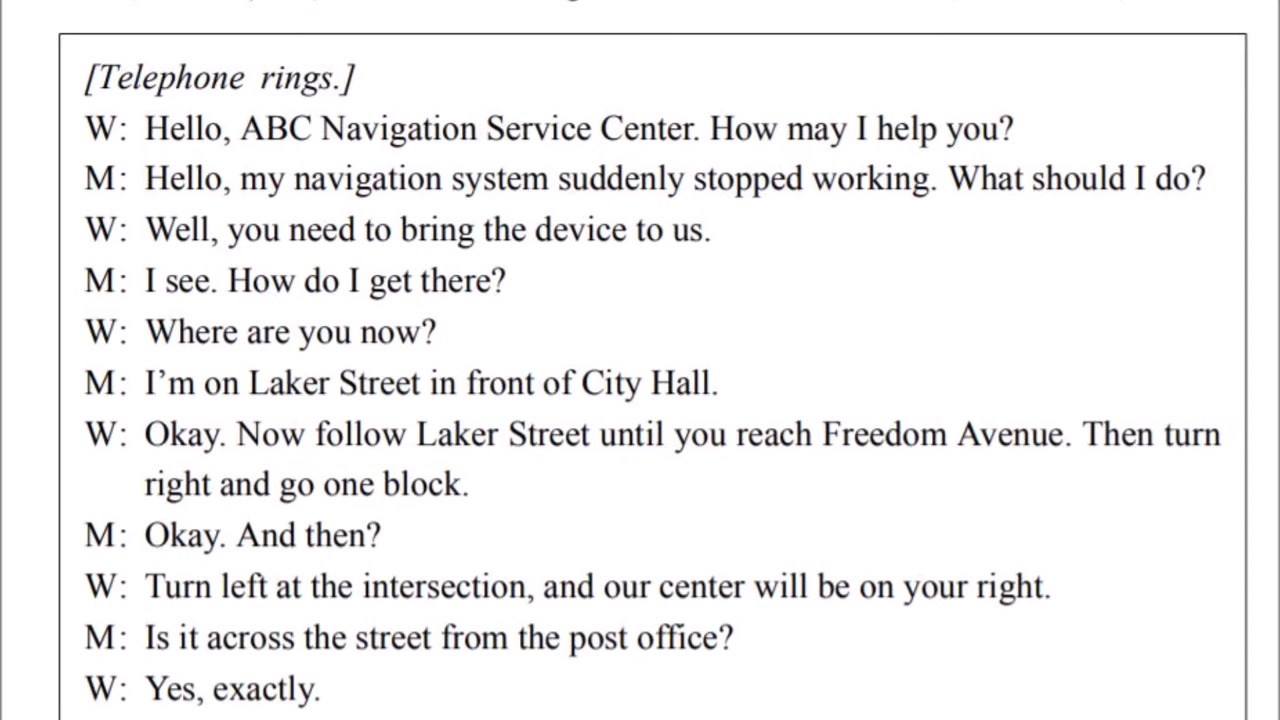 [Telephone rings.]
W: Hello, ABC Navigation Service Center. How may I help you?
M: Hello, my navigation system suddenly stopped working. What should I do?
W: Well, you need to bring the device to us.
M: I see. How do I get there?
W: Where are you now?
M: I'm on Laker Street in front of City Hall.
W: Okay. Now follow Laker Street until you reach Freedom Avenue. Then turn
right and go one block.
M: Okay. And then?
W: Turn left at the intersection, and our center will be on your right.
M: Is it across the street from the post office?
W: Yes, exactly.